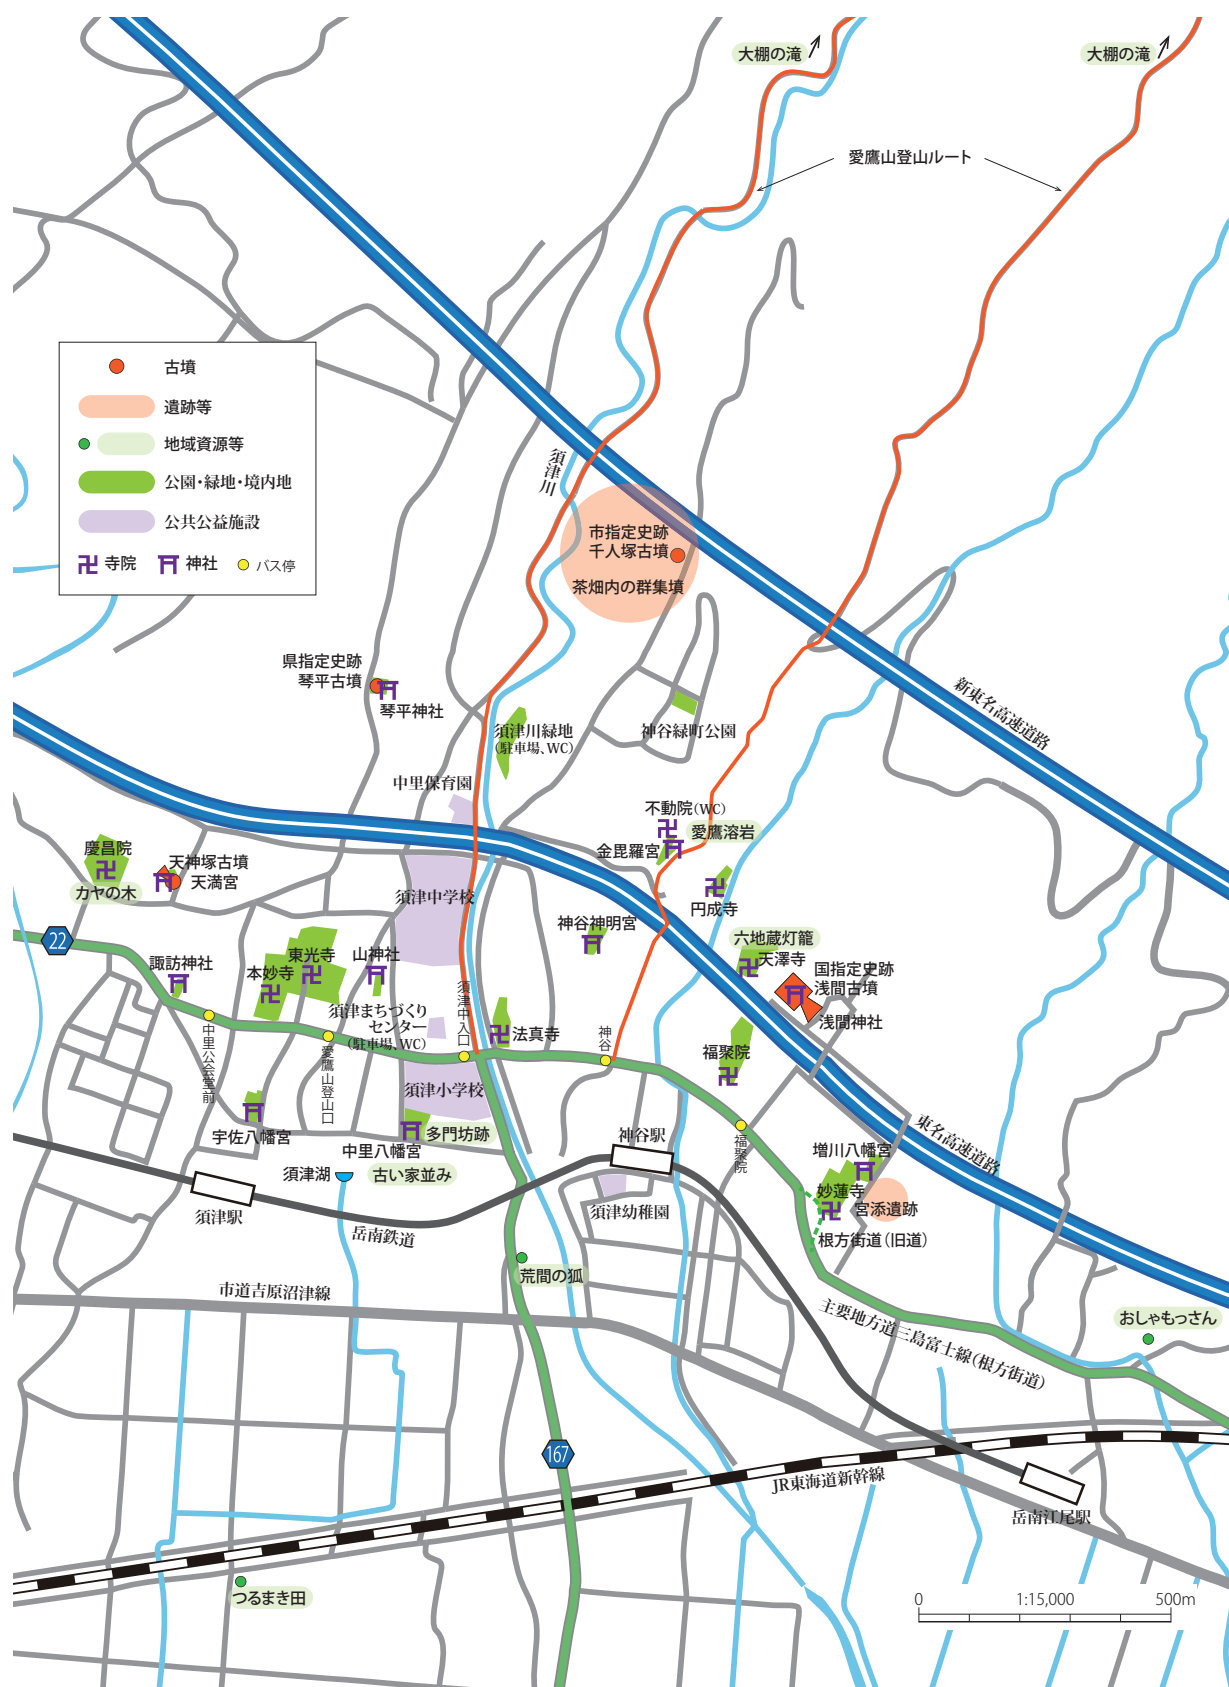 大棚の滝
大棚の滝
愛鷹山登山ルート
古墳
遺跡等
地域資源等
公園・緑地・境内地
公共公益施設
寺院
神社
バス停
須津川
市指定史跡
千人塚古墳
茶畑内の群集墳
県指定史跡
琴平古墳
琴平神社
須津川緑地
(駐車場、WC)
神谷緑町公園
新東名高速道路
中里保育園
不動院(WC)
愛鷹溶岩
金毘羅宮
慶昌院
カヤの木
天神塚古墳
天満宮
須津中学校
円成寺
神谷神明宮
22
六地蔵灯籠
天澤寺
国指定史跡
浅間古墳
浅間神社
諏訪神社
本妙寺
東光寺
山神社
須津まちづくり
センター
(駐車場、WC)
須津中入口
法真寺
神谷
福聚院
中里公会堂前
愛鷹山登山口
須津小学校
宇佐八幡宮
中里八幡宮
多門坊跡
神谷駅
福聚院
東名高速道路
増川八幡宮
須津湖
古い家並み
須津駅
岳南鉄道
須津幼稚園
妙蓮寺
宮添遺跡
根方街道(旧道)
荒間の狐
市道吉原沼津線
主要地方道三島富士線(根方街道)
おしゃもっさん
167
JR東海道新幹線
岳南江尾駅
つるまき田
0
1:15,000
500m